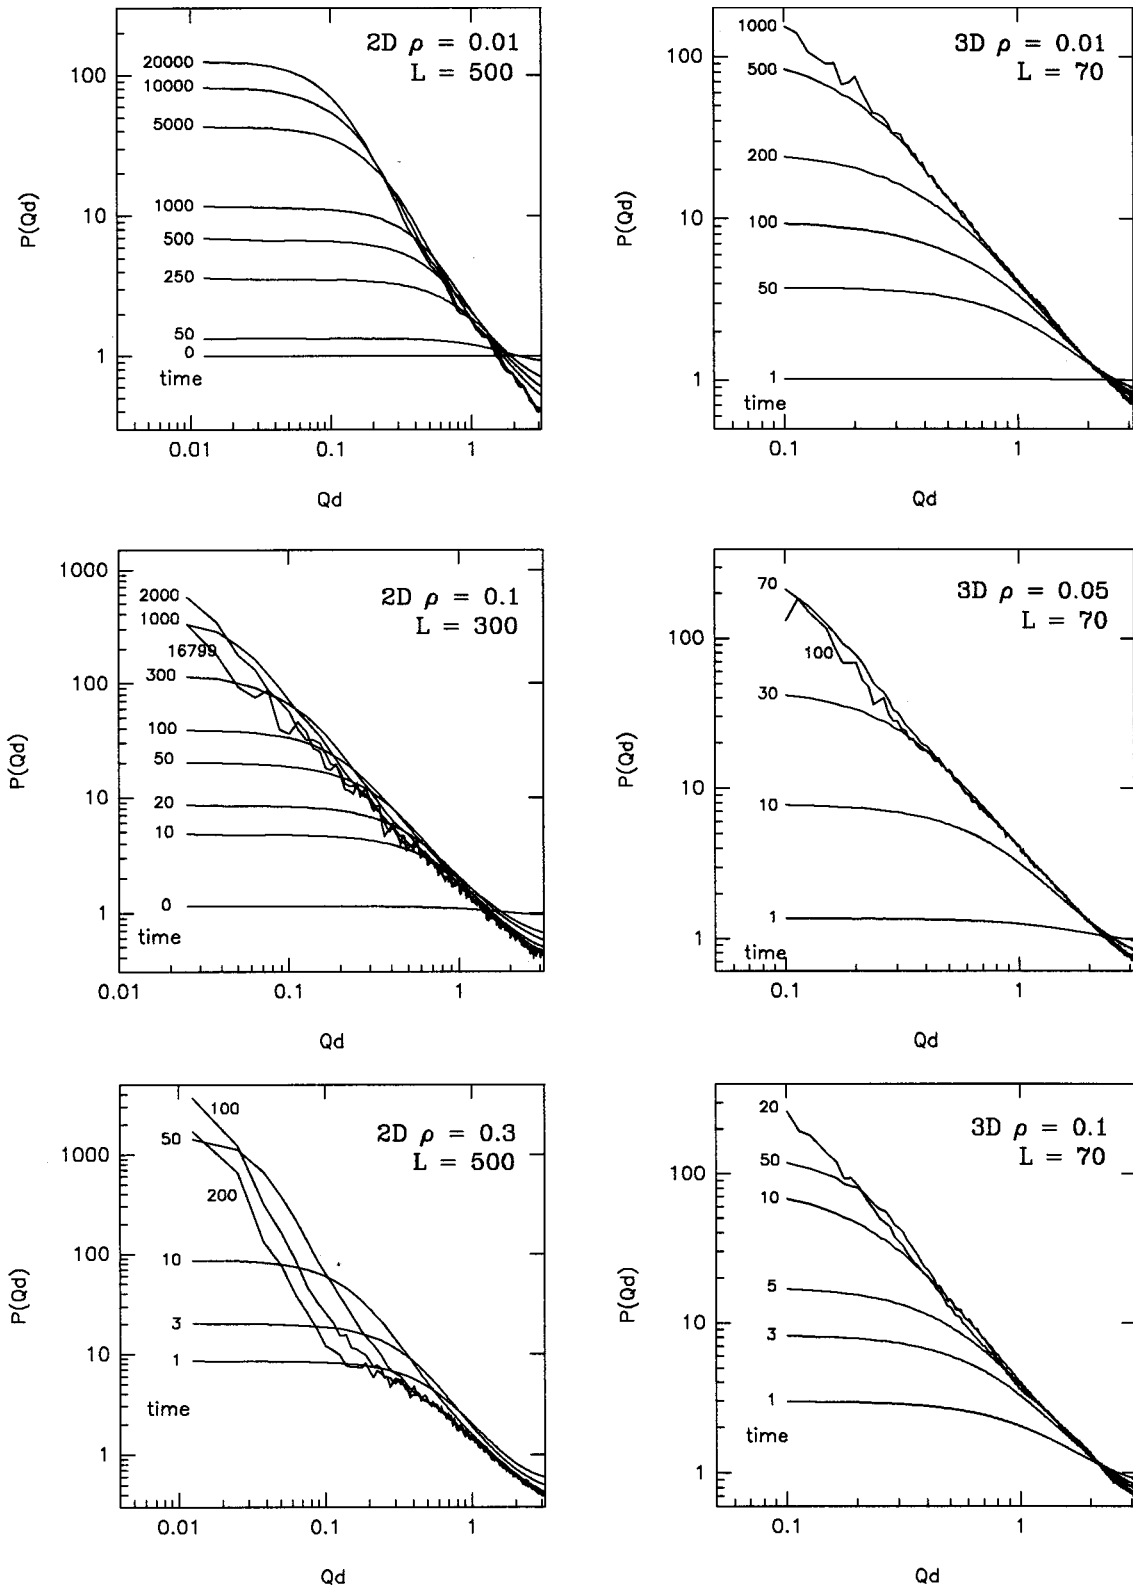 2D ρ = 0.01
L = 500
20000
10000
5000
1000
500
250
50
0
time
100
10
1
P(Qd)
0.01
0.1
1
Qd
3D ρ = 0.01
L = 70
1000
500
200
100
50
1
time
100
10
1
P(Qd)
0.1
1
Qd
2D ρ = 0.1
L = 300
2000
1000
16799
300
100
50
20
10
0
time
1000
100
10
1
P(Qd)
0.01
0.1
1
Qd
3D ρ = 0.05
L = 70
70
100
30
10
1
time
100
10
1
P(Qd)
0.1
1
Qd
2D ρ = 0.3
L = 500
100
50
200
10
3
1
time
1000
100
10
1
P(Qd)
0.01
0.1
1
Qd
3D ρ = 0.1
L = 70
20
50
10
5
3
1
time
100
10
1
P(Qd)
0.1
1
Qd